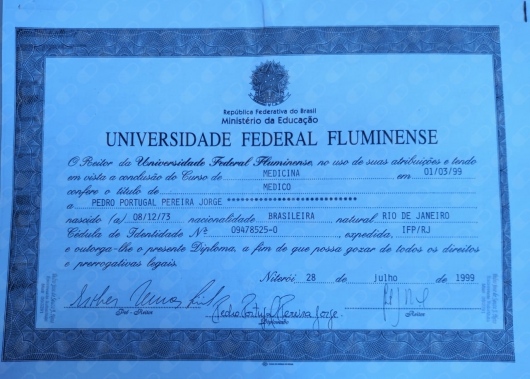 República Federativa do Brasil
Ministério da Educação
UNIVERSIDADE FEDERAL FLUMINENSE
O Reitor da Universidade Federal Fluminense, no uso de suas atribuições e tendo
em vista a conclusão do Curso de MEDICINA em 01/03/99
confere o título de MEDICO
a PEDRO PORTUGAL PEREIRA JORGE ******************************
nascido (a) 08/12/73 nacionalidade BRASILEIRA natural RIO DE JANEIRO
Cédula de Identidade Nº 09478525-0, expedida, IFP/RJ
e outorga-lhe o presente Diploma, a fim de que possa gozar de todos os direitos
e prerrogativas legais.
Niterói 28 de julho de 1999
Pedro Portugal Pereira Jorge
Diplomado
Reitor